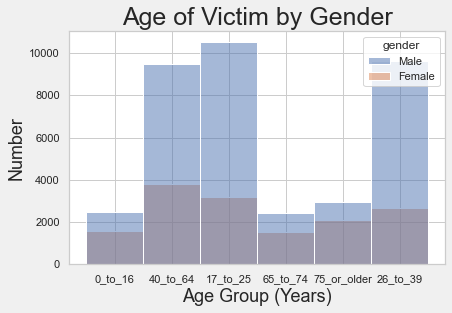 Age of Victim by Gender
gender
Male
Female
Number
10000
8000
6000
4000
2000
0
0_to_16 40_to_64 17_to_25 65_to_74 75_or_older 26_to_39
Age Group (Years)